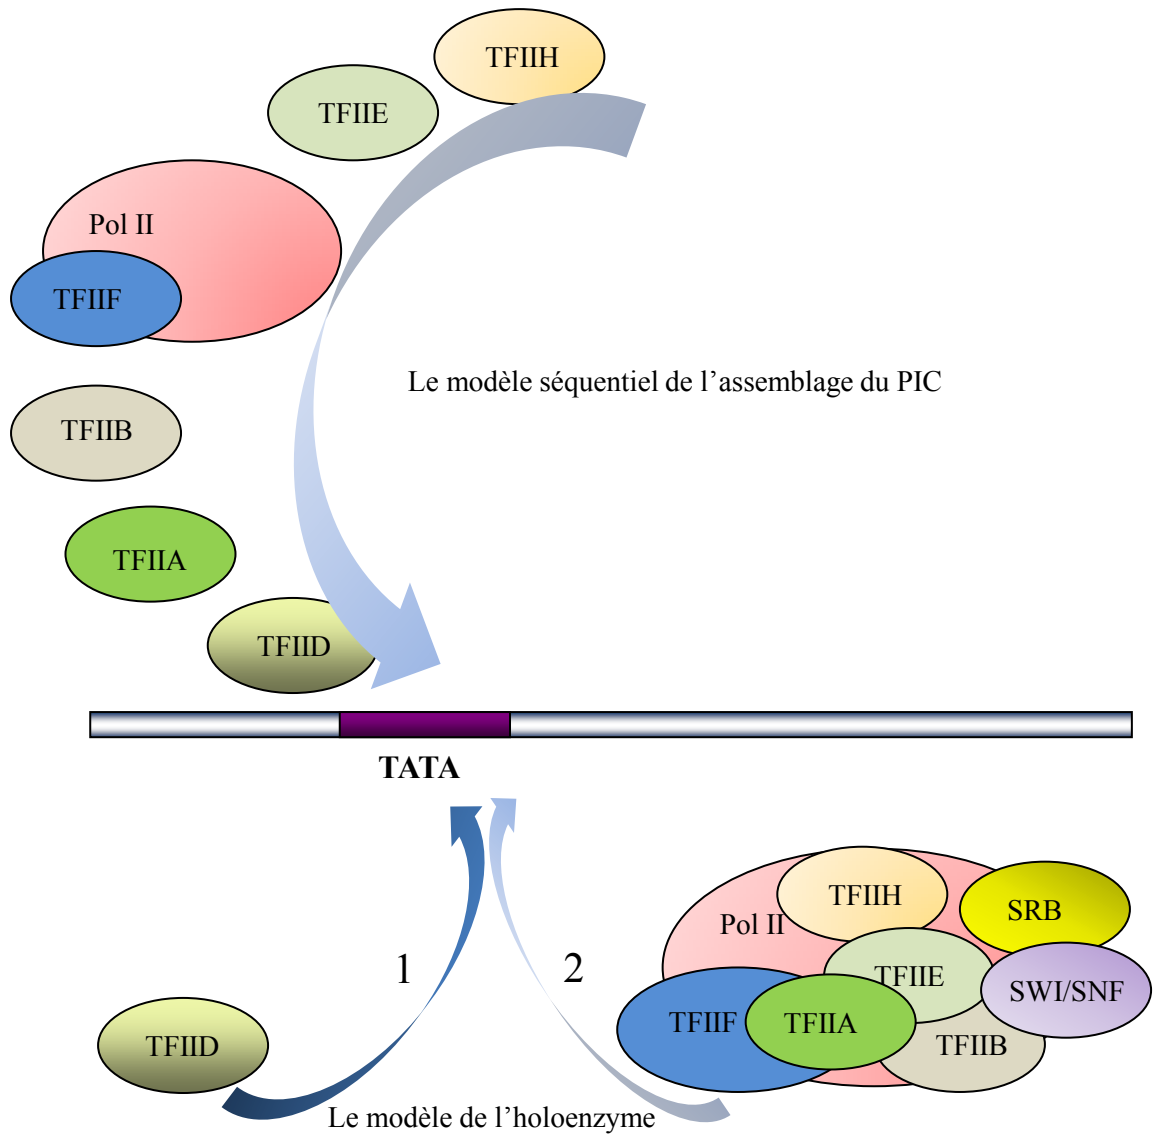 TFIIH
TFIIE
Pol II
TFIIF
Le modèle séquentiel de l’assemblage du PIC
TFIIB
TFIIA
TFIID
TATA
TFIIH
SRB
Pol II
1
2
TFIIE
SWI/SNF
TFIIF
TFIIA
TFIID
TFIIB
Le modèle de l’holoenzyme